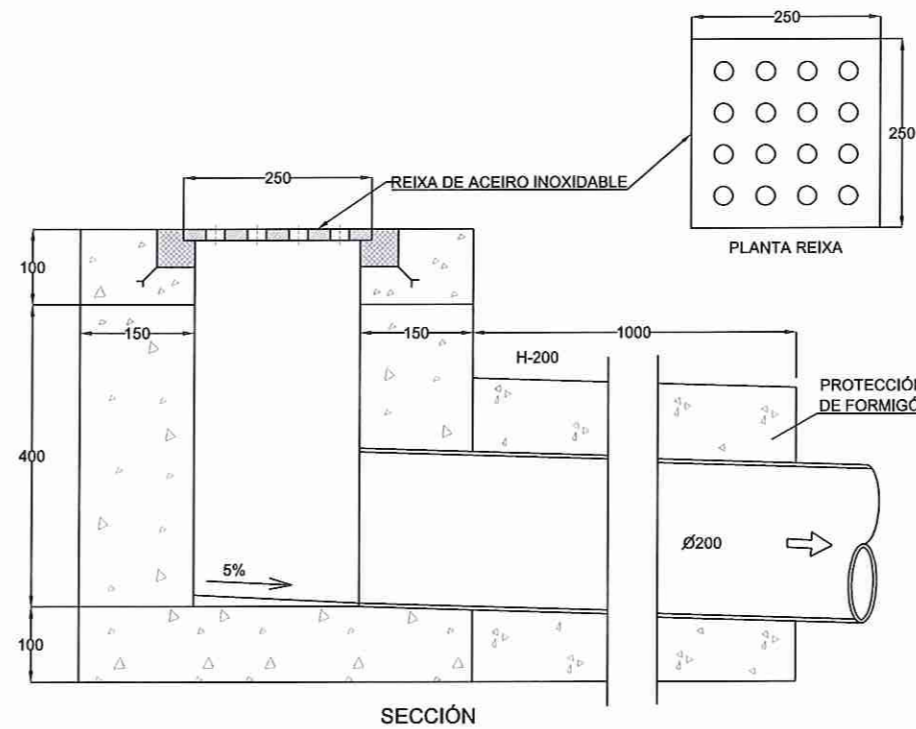 250
250
PLANTA REIXA
250
REIXA DE ACEIRO INOXIDABLE
100
150
150
1000
H-200
PROTECCIÓN
DE FORMIGÓ
400
Ø200
5%
100
SECCIÓN